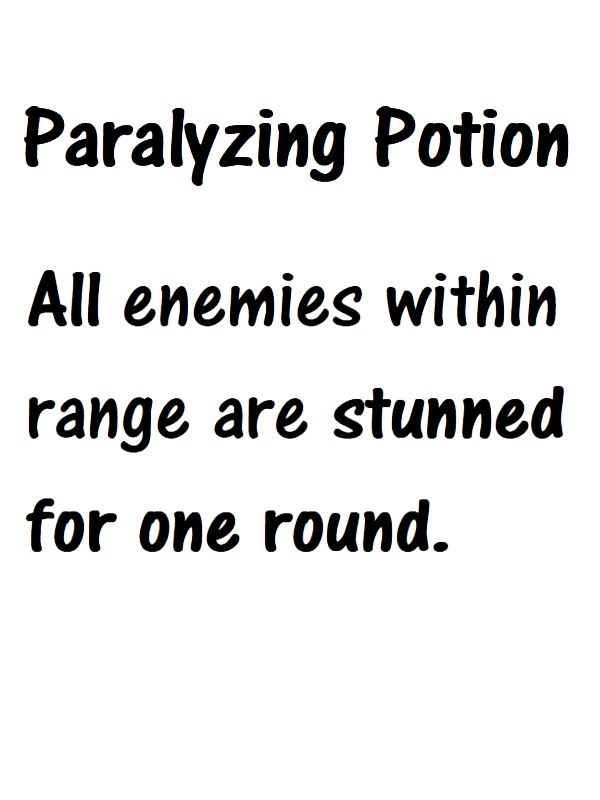 Paralyzing Potion
All enemies within
range are stunned
for one round.